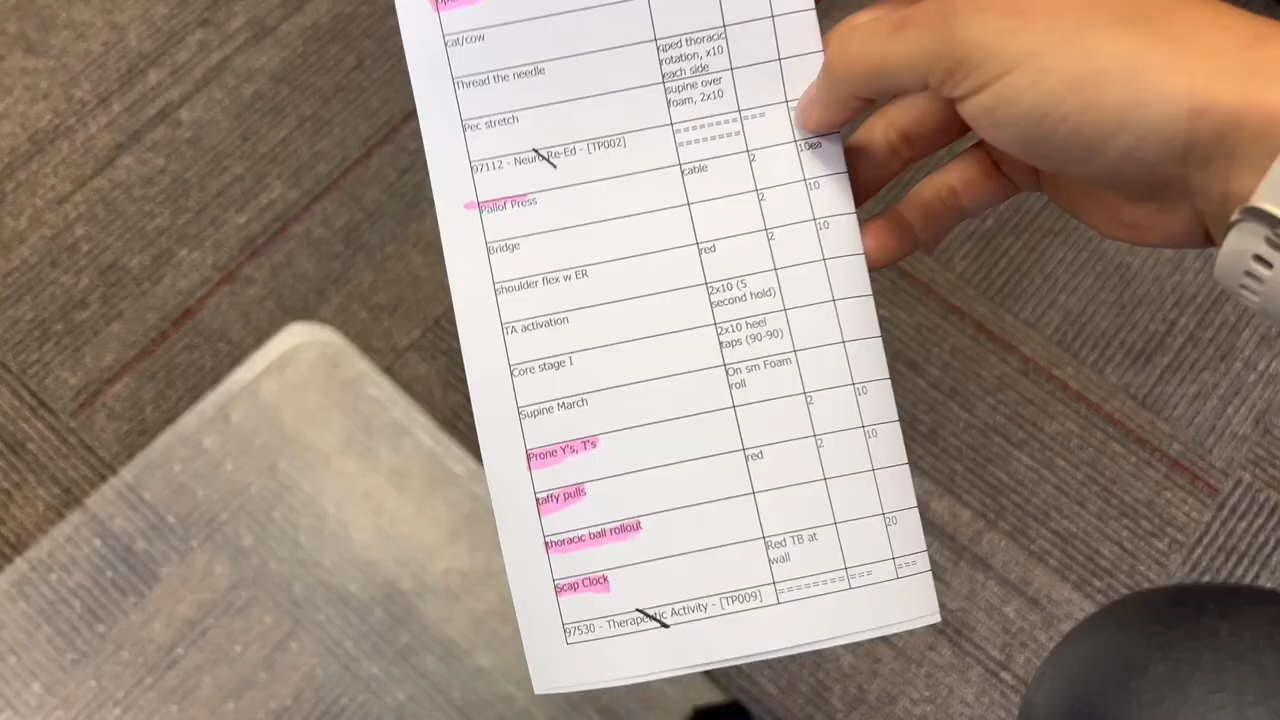 cat/cow
Thread the needle
qped thoracic
rotation, x10
each side
Pec stretch
supine over
foam, 2x10
97112 - Neuro Re-Ed - [TP002]
======== ===
========
Pallof Press cable 2 10ea
Bridge 2 10
shoulder flex w ER red 2 10
TA activation
2x10 (5
second hold)
Core stage I
2x10 heel
taps (90-90)
Supine March
On sm Foam
roll
Prone Y's, T's 2 10
taffy pulls red 2 10
thoracic ball rollout
Scap Clock
Red TB at 20
wall
97530 - Therapeutic Activity - [TP009] ======== === ===